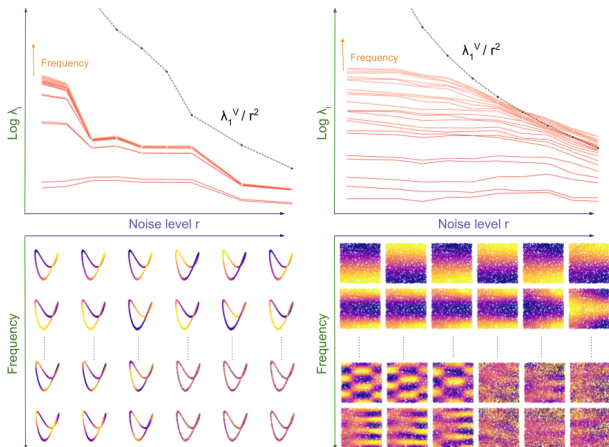 Log λᵢ
Frequency
λ₁ⱽ / r²
Noise level r
Frequency
Log λᵢ
Frequency
λ₁ⱽ / r²
Noise level r
Frequency